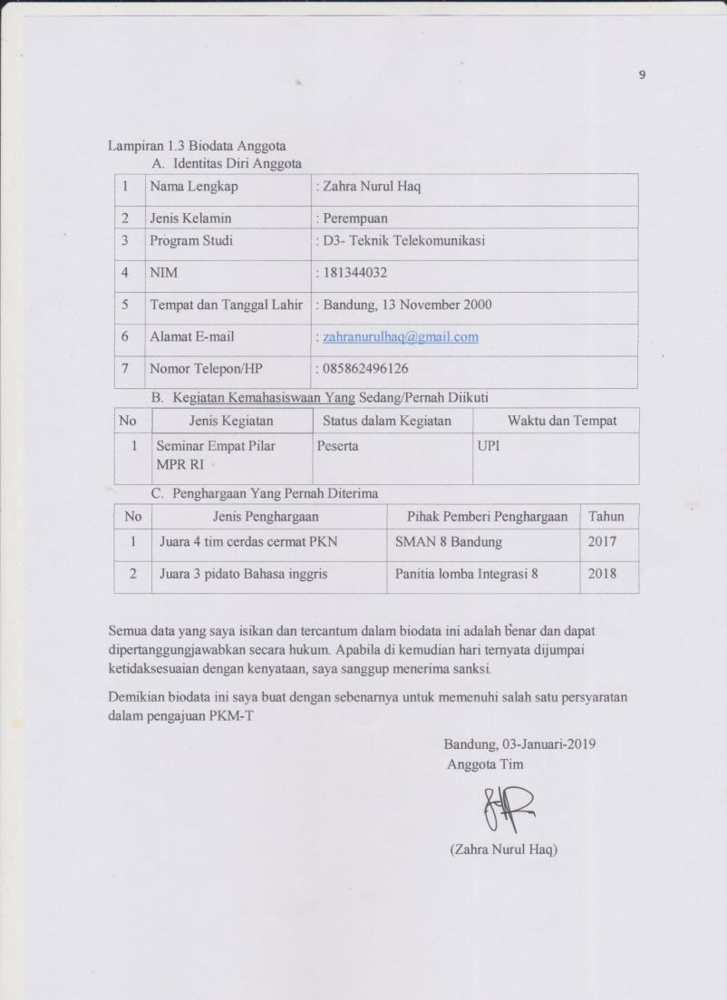 9
Lampiran 1.3 Biodata Anggota
A. Identitas Diri Anggota
1 Nama Lengkap : Zahra Nurul Haq
2 Jenis Kelamin : Perempuan
3 Program Studi : D3- Teknik Telekomunikasi
4 NIM : 181344032
5 Tempat dan Tanggal Lahir : Bandung, 13 November 2000
6 Alamat E-mail : zahranurulhaq@gmail.com
7 Nomor Telepon/HP : 085862496126
B. Kegiatan Kemahasiswaan Yang Sedang/Pernah Diikuti
No Jenis Kegiatan Status dalam Kegiatan Waktu dan Tempat
1 Seminar Empat Pilar Peserta UPI
MPR RI
C. Penghargaan Yang Pernah Diterima
No Jenis Penghargaan Pihak Pemberi Penghargaan Tahun
1 Juara 4 tim cerdas cermat PKN SMAN 8 Bandung 2017
2 Juara 3 pidato Bahasa inggris Panitia lomba Integrasi 8 2018
Semua data yang saya isikan dan tercantum dalam biodata ini adalah benar dan dapat
dipertanggungjawabkan secara hukum. Apabila di kemudian hari ternyata dijumpai
ketidaksesuaian dengan kenyataan, saya sanggup menerima sanksi.
Demikian biodata ini saya buat dengan sebenarnya untuk memenuhi salah satu persyaratan
dalam pengajuan PKM-T
Bandung, 03-Januari-2019
Anggota Tim
(Zahra Nurul Haq)